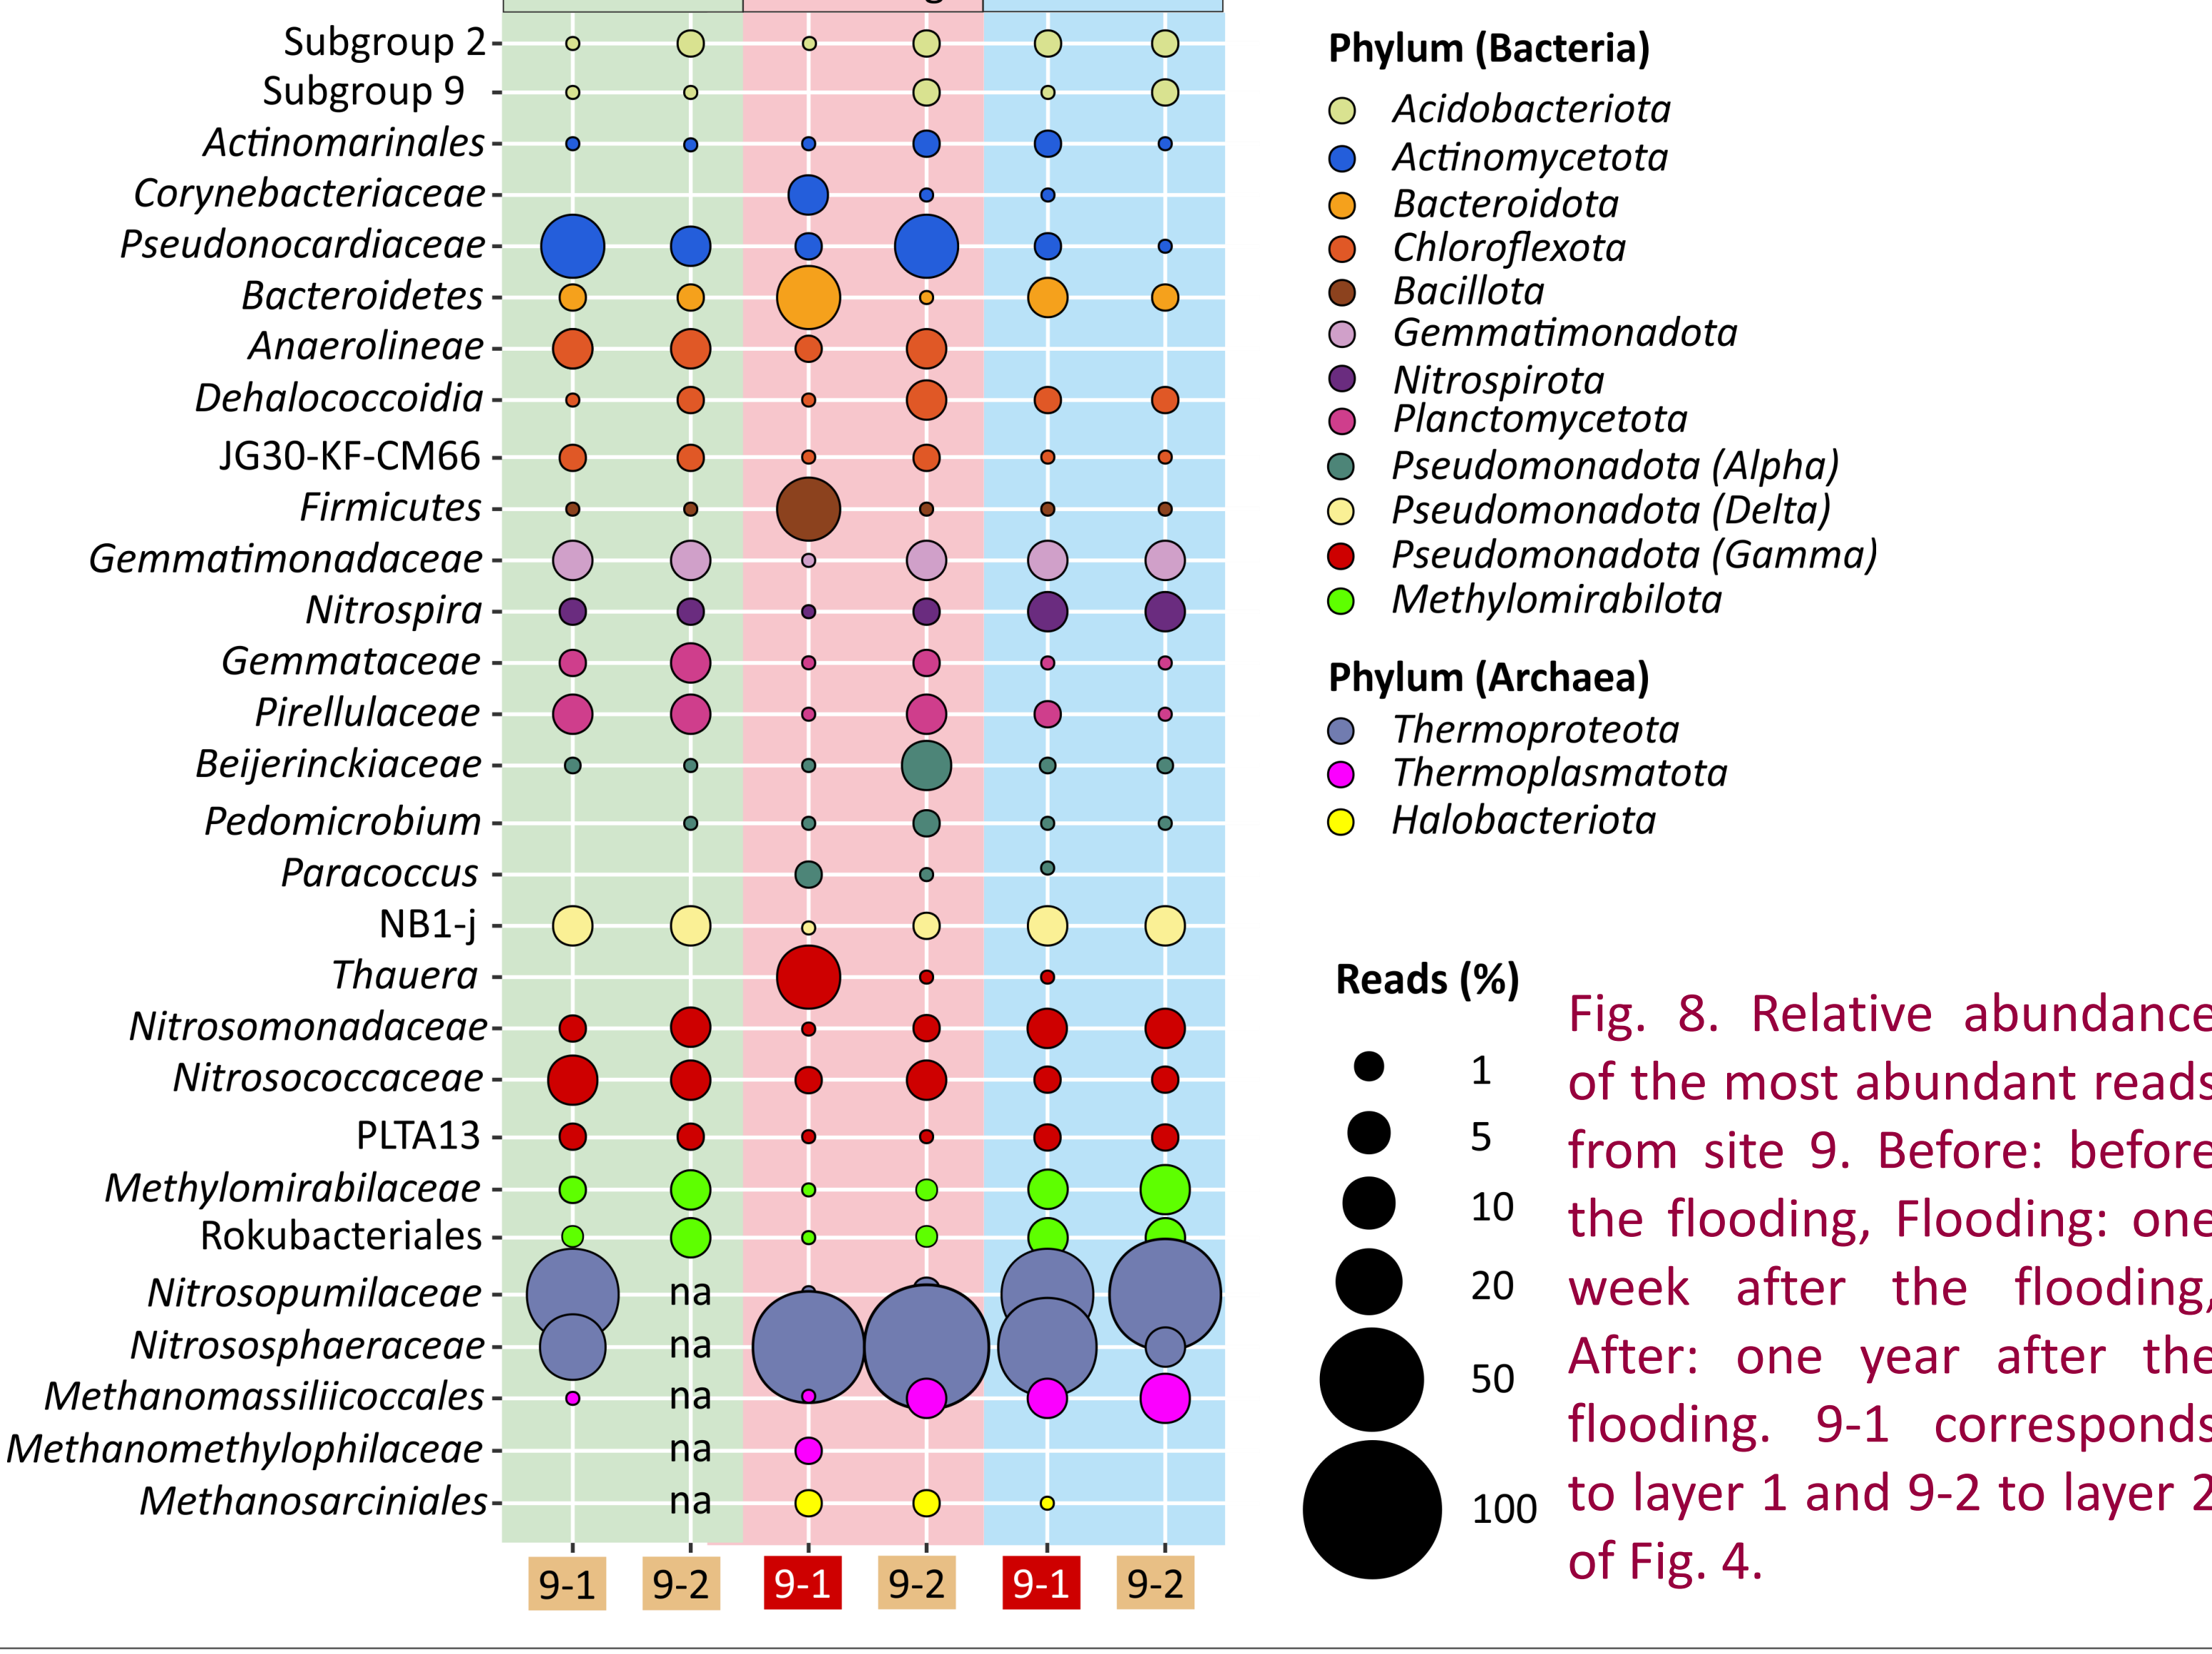 Subgroup 2
Subgroup 9
Actinomarinales
Corynebacteriaceae
Pseudonocardiaceae
Bacteroidetes
Anaerolineae
Dehalococcoidia
JG30-KF-CM66
Firmicutes
Gemmatimonadaceae
Nitrospira
Gemmataceae
Pirellulaceae
Beijerinckiaceae
Pedomicrobium
Paracoccus
NB1-j
Thauera
Nitrosomonadaceae
Nitrosococcaceae
PLTA13
Methylomirabilaceae
Rokubacteriales
Nitrosopumilaceae na
Nitrososphaeraceae na
Methanomassiliicoccales na
Methanomethylophilaceae na
Methanosarciniales na
9-1 9-2 9-1 9-2 9-1 9-2
Phylum (Bacteria)
Acidobacteriota
Actinomycetota
Bacteroidota
Chloroflexota
Bacillota
Gemmatimonadota
Nitrospirota
Planctomycetota
Pseudomonadota (Alpha)
Pseudomonadota (Delta)
Pseudomonadota (Gamma)
Methylomirabilota
Phylum (Archaea)
Thermoproteota
Thermoplasmatota
Halobacteriota
Reads (%)
1
5
10
20
50
100
Fig. 8. Relative abundance
of the most abundant reads
from site 9. Before: before
the flooding, Flooding: one
week after the flooding,
After: one year after the
flooding. 9-1 corresponds
to layer 1 and 9-2 to layer 2
of Fig. 4.